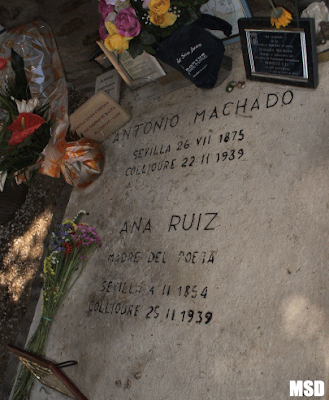 ANTONIO MACHADO
SEVILLA 26 VII 1875
COLLIOURE 22 II 1939
ANA RUIZ
MADRE DEL POETA
SEVILLA 4 II 1854
COLLIOURE 25 II 1939
MSD